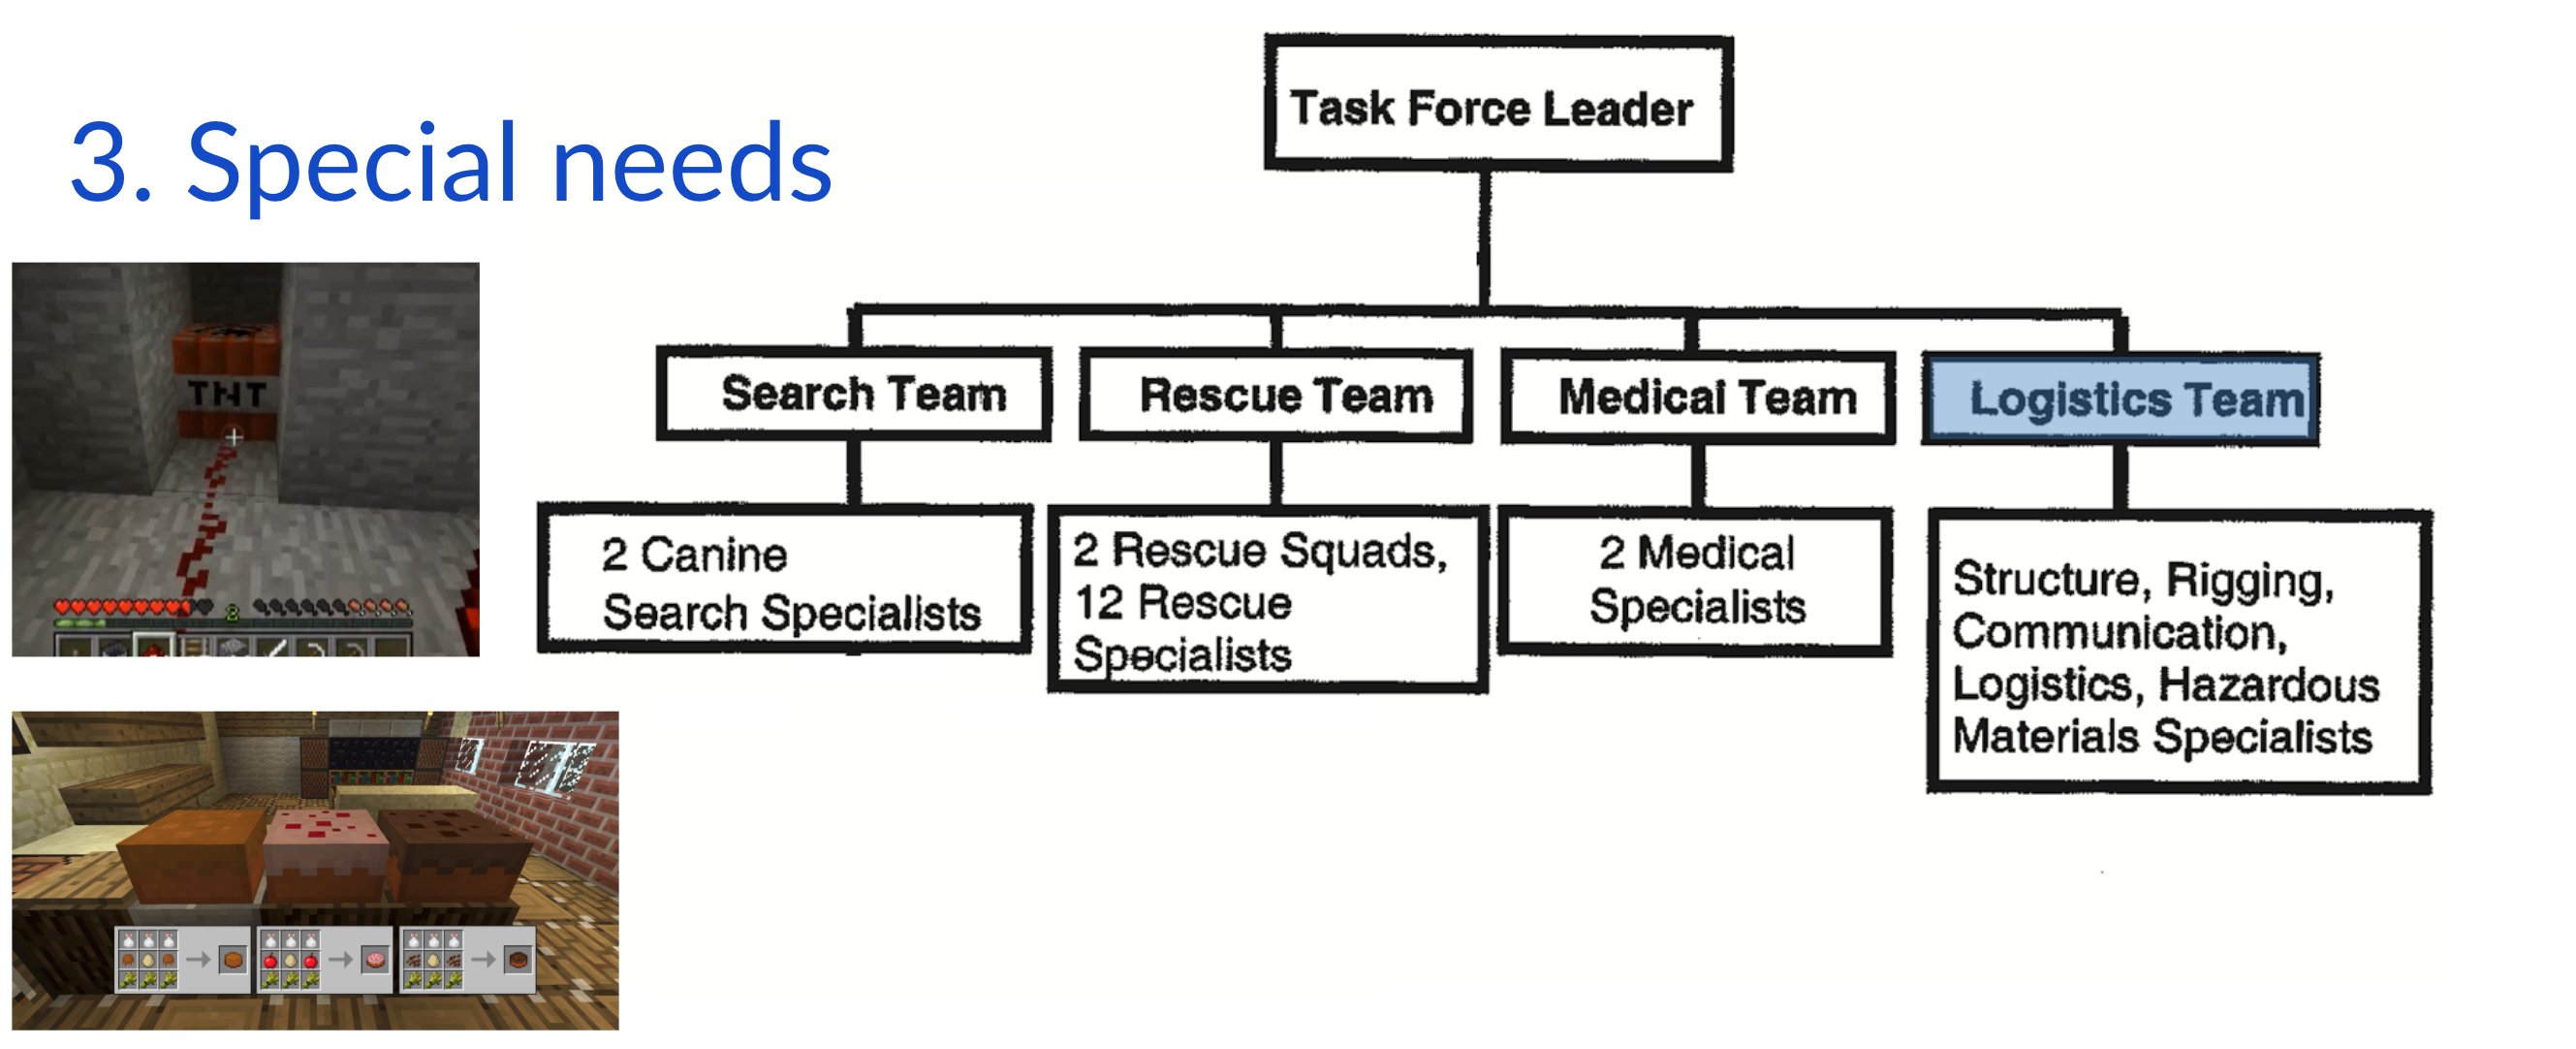 3. Special needs
Task Force Leader
Search Team
Rescue Team
Medical Team
Logistics Team
2 Canine
Search Specialists
2 Rescue Squads,
12 Rescue
Specialists
2 Medical
Specialists
Structure, Rigging,
Communication,
Logistics, Hazardous
Materials Specialists
TNT
8